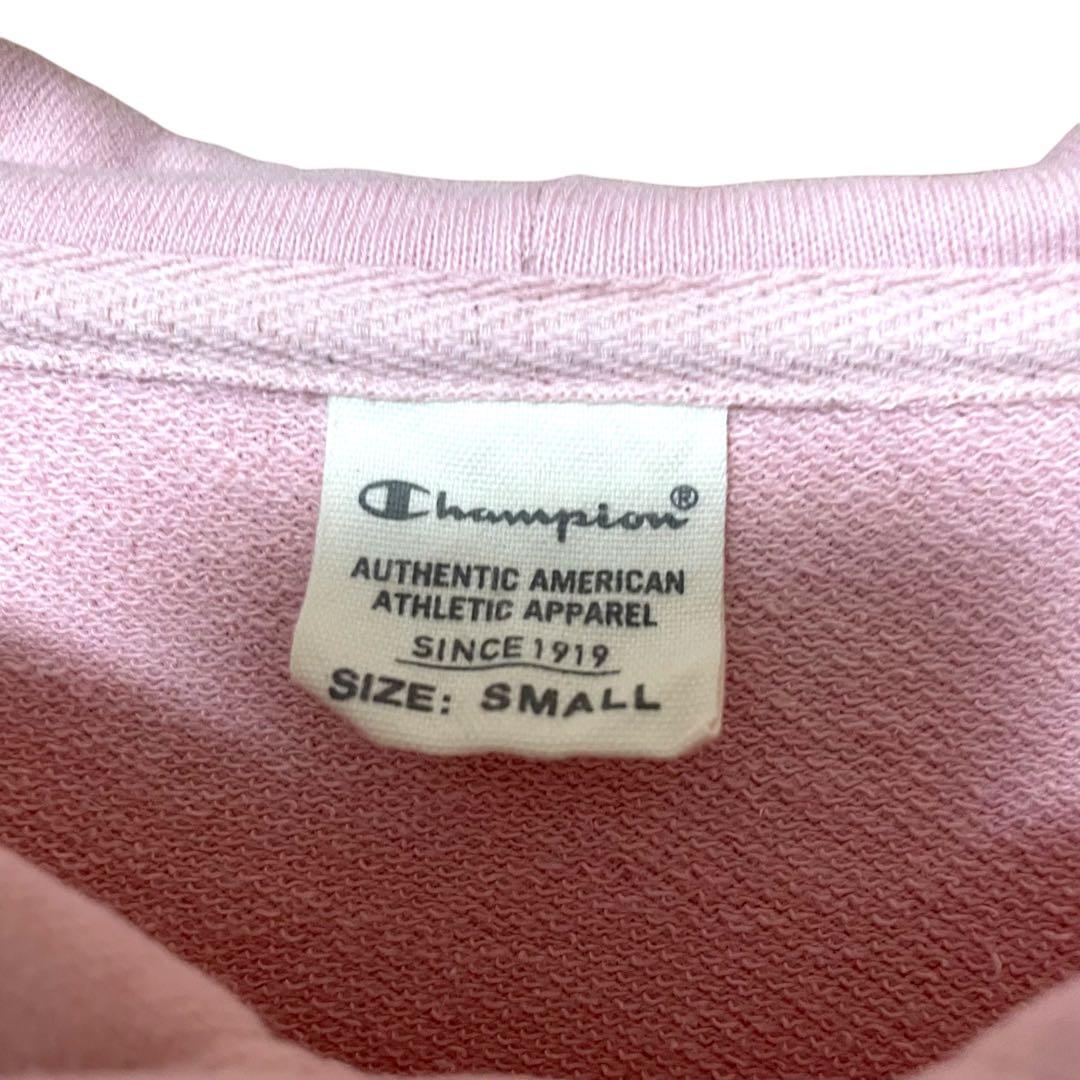 Champion®
AUTHENTIC AMERICAN
ATHLETIC APPAREL
SINCE 1919
SIZE: SMALL